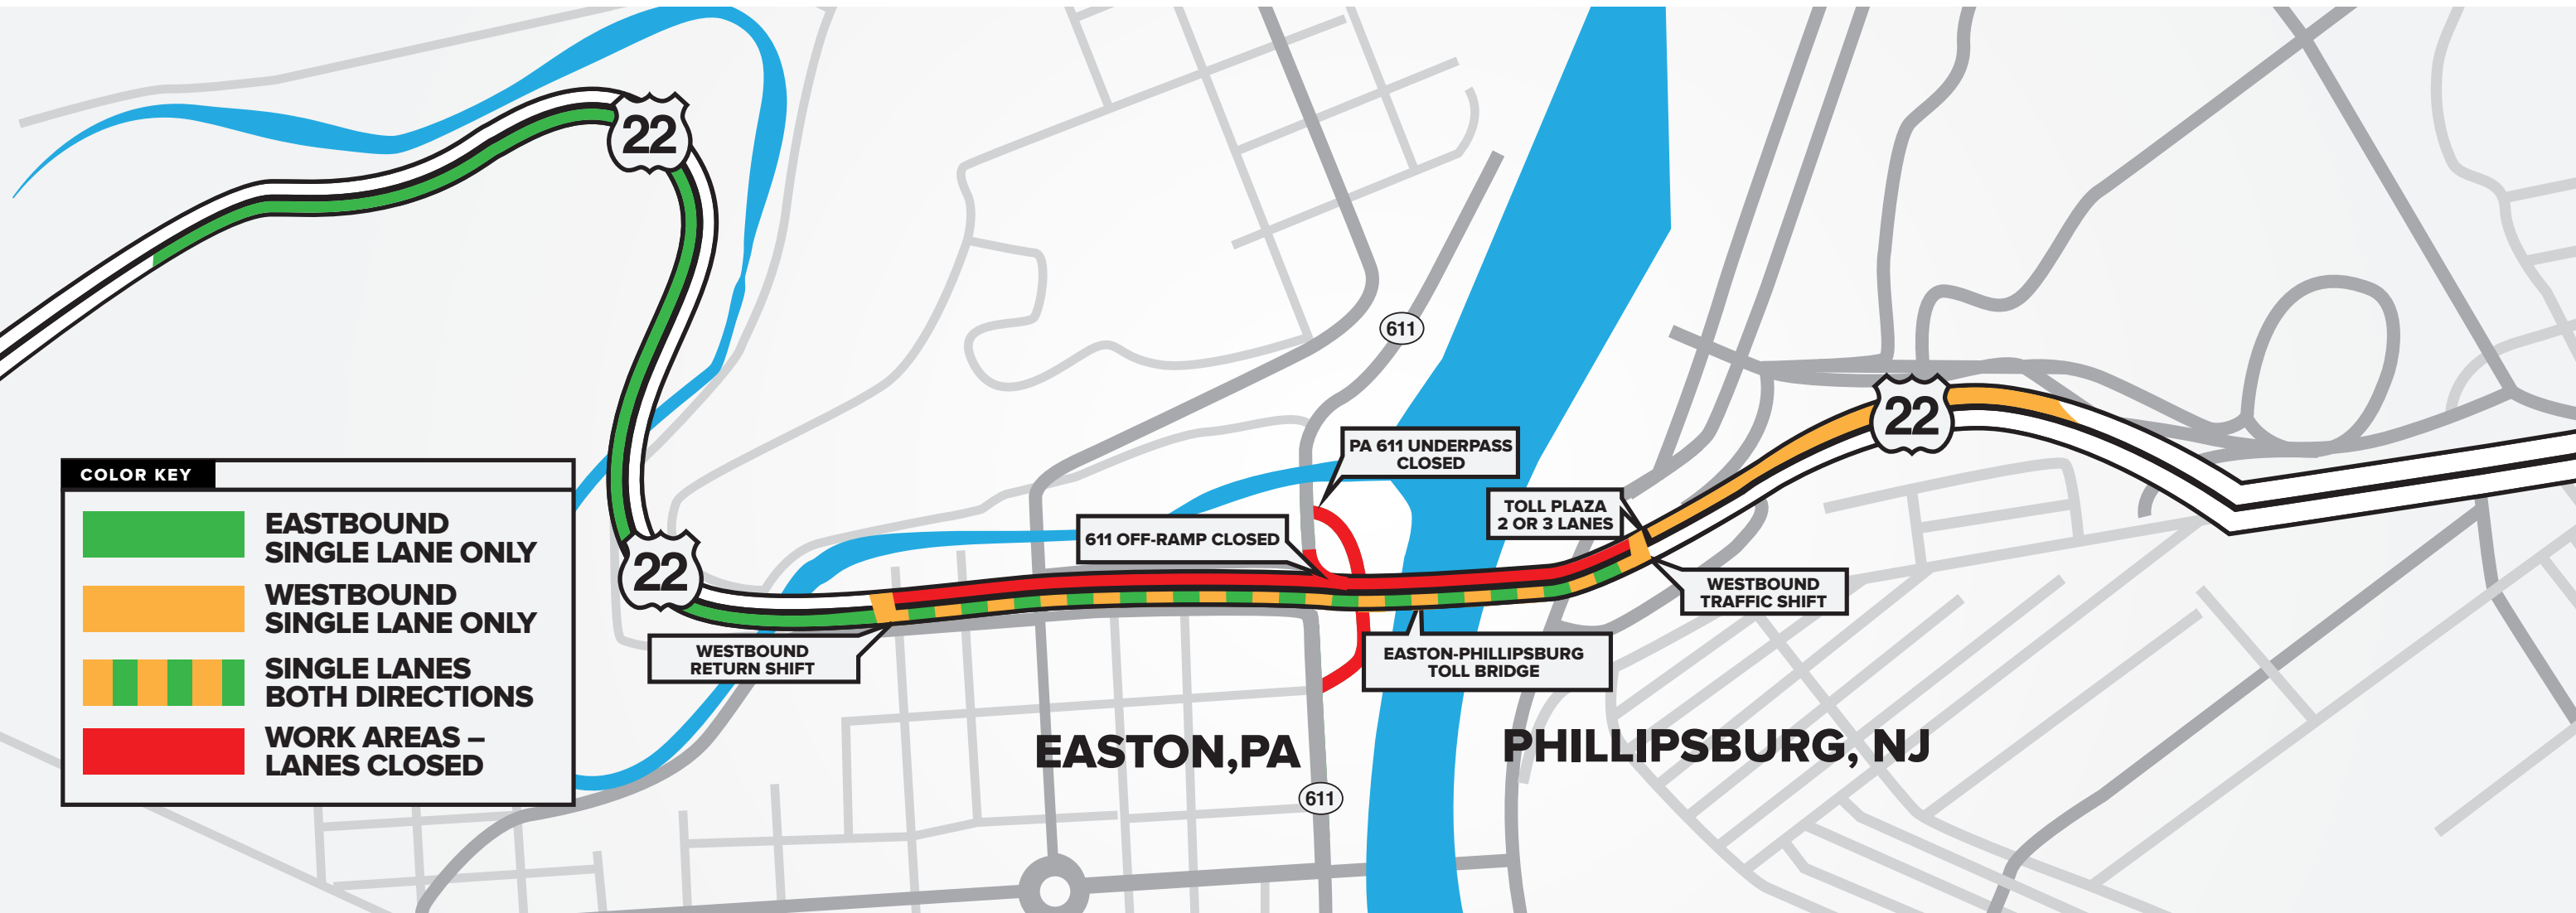 22
611
PA 611 UNDERPASS
CLOSED
22
COLOR KEY
EASTBOUND
SINGLE LANE ONLY
WESTBOUND
SINGLE LANE ONLY
SINGLE LANES
BOTH DIRECTIONS
WORK AREAS –
LANES CLOSED
TOLL PLAZA
2 OR 3 LANES
611 OFF-RAMP CLOSED
22
WESTBOUND
TRAFFIC SHIFT
WESTBOUND
RETURN SHIFT
EASTON-PHILLIPSBURG
TOLL BRIDGE
EASTON,PA
PHILLIPSBURG, NJ
611